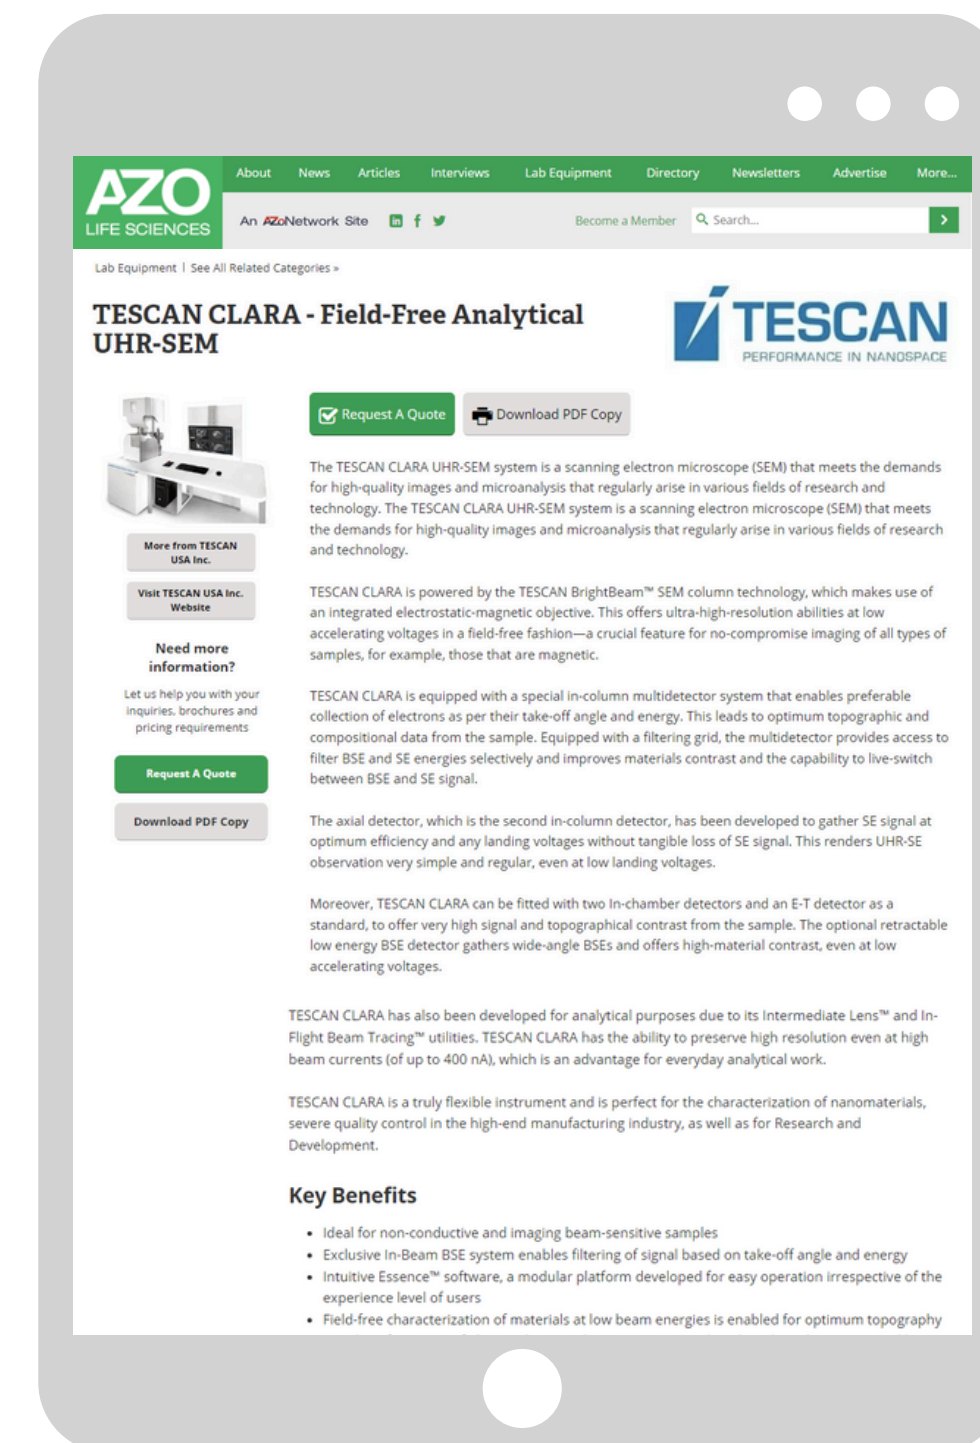 AZO
LIFE SCIENCES
About News Articles Interviews Lab Equipment Directory Newsletters Advertise More...
An AZoNetwork Site in f
Become a Member Search...
Lab Equipment | See All Related Categories »
TESCAN CLARA - Field-Free Analytical
UHR-SEM
TESCAN
PERFORMANCE IN NANOSPACE
Request A Quote
Download PDF Copy
More from TESCAN
USA Inc.
Visit TESCAN USA Inc.
Website
Need more
information?
Let us help you with your
inquiries, brochures and
pricing requirements
Request A Quote
Download PDF Copy
The TESCAN CLARA UHR-SEM system is a scanning electron microscope (SEM) that meets the demands
for high-quality images and microanalysis that regularly arise in various fields of research and
technology. The TESCAN CLARA UHR-SEM system is a scanning electron microscope (SEM) that meets
the demands for high-quality images and microanalysis that regularly arise in various fields of research
and technology.
TESCAN CLARA is powered by the TESCAN BrightBeam™ SEM column technology, which makes use of
an integrated electrostatic-magnetic objective. This offers ultra-high-resolution abilities at low
accelerating voltages in a field-free fashion—a crucial feature for no-compromise imaging of all types of
samples, for example, those that are magnetic.
TESCAN CLARA is equipped with a special in-column multidetector system that enables preferable
collection of electrons as per their take-off angle and energy. This leads to optimum topographic and
compositional data from the sample. Equipped with a filtering grid, the multidetector provides access to
filter BSE and SE energies selectively and improves materials contrast and the capability to live-switch
between BSE and SE signal.
The axial detector, which is the second in-column detector, has been developed to gather SE signal at
optimum efficiency and any landing voltages without tangible loss of SE signal. This renders UHR-SE
observation very simple and regular, even at low landing voltages.
Moreover, TESCAN CLARA can be fitted with two In-chamber detectors and an E-T detector as a
standard, to offer very high signal and topographical contrast from the sample. The optional retractable
low energy BSE detector gathers wide-angle BSEs and offers high-material contrast, even at low
accelerating voltages.
TESCAN CLARA has also been developed for analytical purposes due to its Intermediate Lens™ and In-
Flight Beam Tracing™ utilities. TESCAN CLARA has the ability to preserve high resolution even at high
beam currents (of up to 400 nA), which is an advantage for everyday analytical work.
TESCAN CLARA is a truly flexible instrument and is perfect for the characterization of nanomaterials,
severe quality control in the high-end manufacturing industry, as well as for Research and
Development.
Key Benefits
• Ideal for non-conductive and imaging beam-sensitive samples
• Exclusive In-Beam BSE system enables filtering of signal based on take-off angle and energy
• Intuitive Essence™ software, a modular platform developed for easy operation irrespective of the
experience level of users
• Field-free characterization of materials at low beam energies is enabled for optimum topography